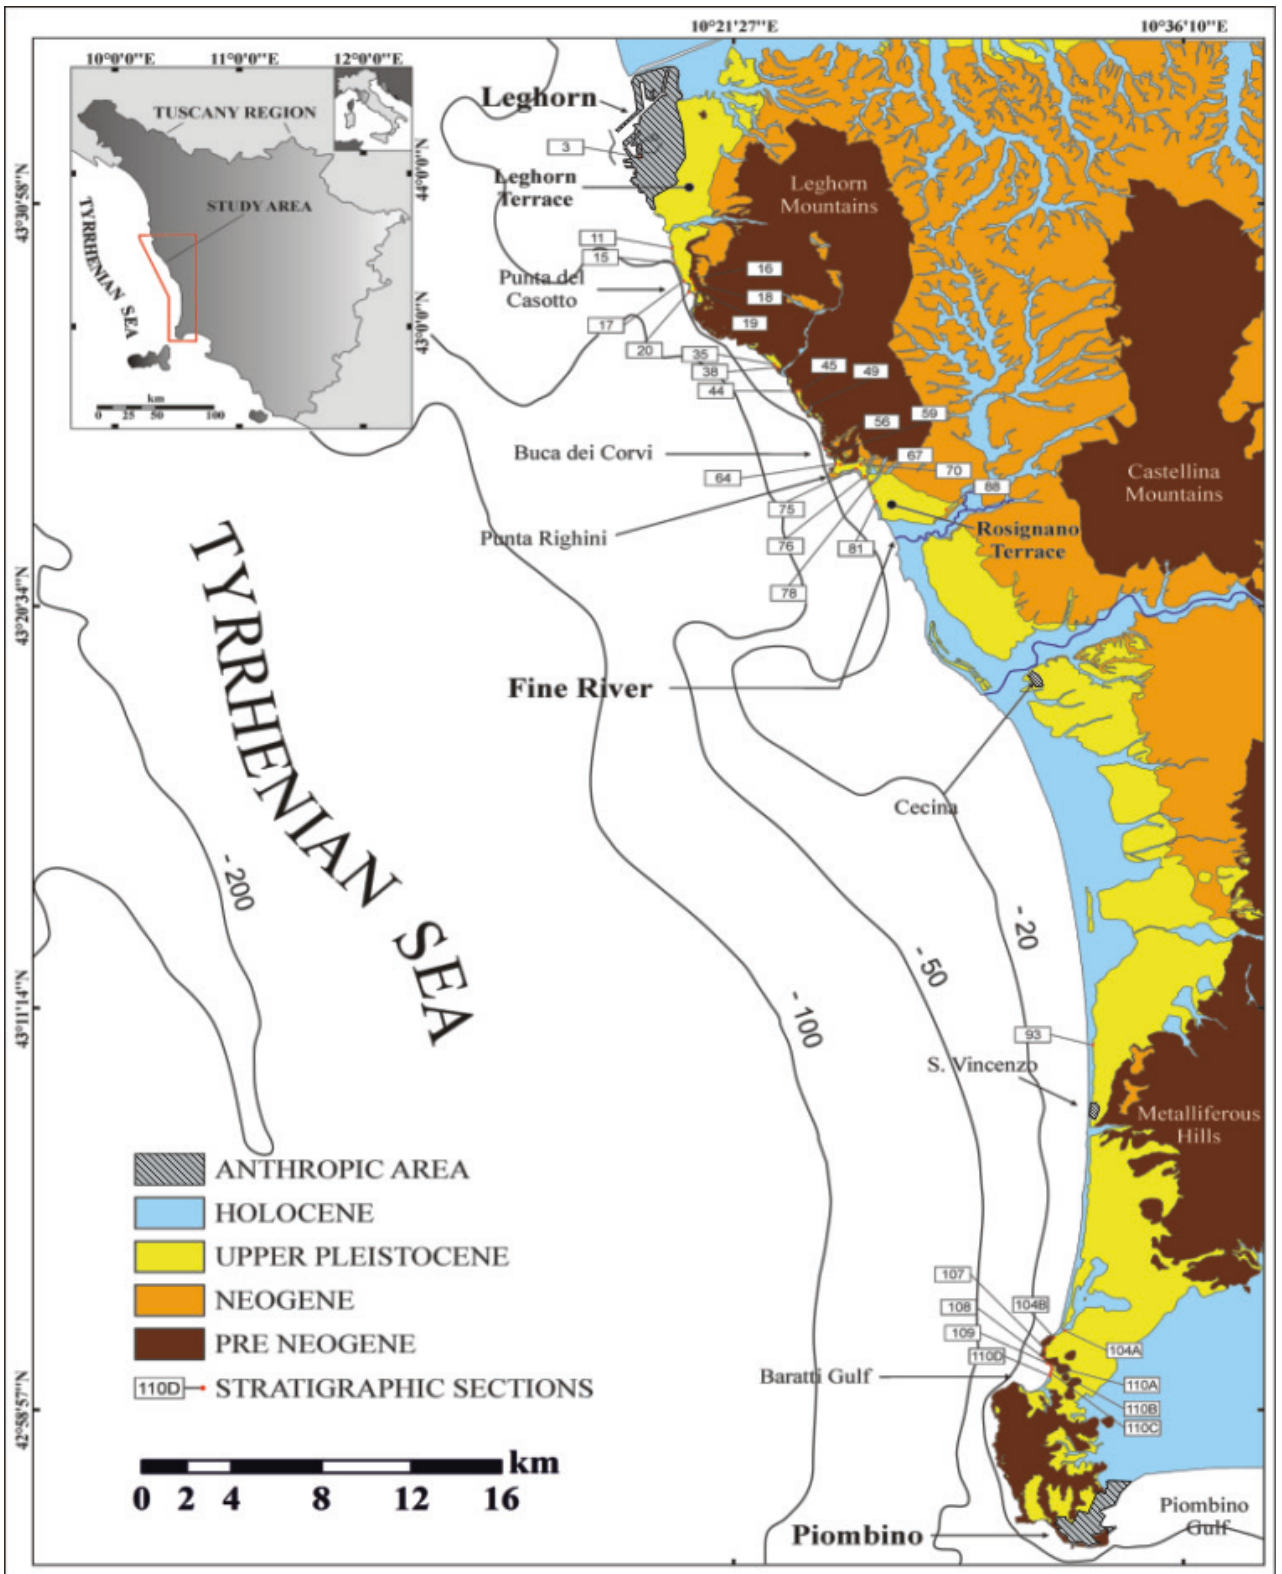 10°21'27"E
10°36'10"E
10°0'0"E
11°0'0"E
12°0'0"E
TUSCANY REGION
STUDY AREA
TYRRHENIAN SEA
44°0'0"N
43°0'0"N
km
0 25 50 100
43°30'58"N
43°20'34"N
43°11'14"N
42°58'57"N
Leghorn
3
Leghorn
Terrace
Leghorn
Mountains
11
15
Punta del
Casotto
16
18
17
19
20
35
38
44
45
49
59
56
Buca dei Corvi
67
64
70
88
Castellina
Mountains
75
Punta Righini
76
81
Rosignano
Terrace
78
Fine River
TYRRHENIAN SEA
Cecina
- 200
- 100
- 50
- 20
93
S. Vincenzo
Metalliferous
Hills
ANTHROPIC AREA
HOLOCENE
UPPER PLEISTOCENE
NEOGENE
PRE NEOGENE
110D STRATIGRAPHIC SECTIONS
107
108
104B
109
110D
104A
Baratti Gulf
110A
110B
110C
km
0 2 4 8 12 16
Piombino
Piombino
Gulf